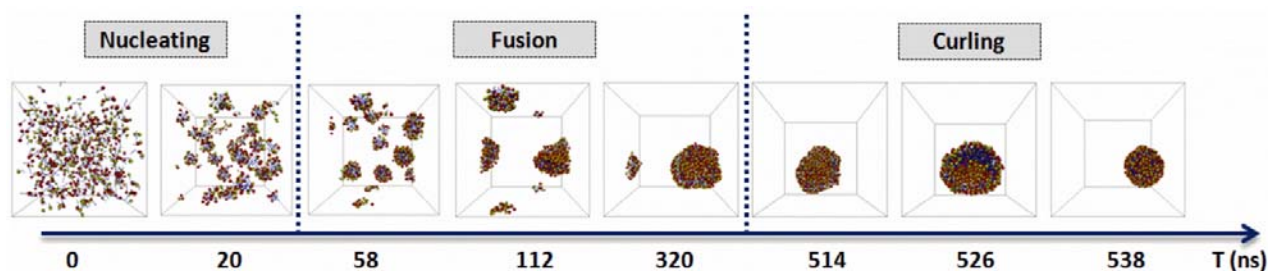 Nucleating Fusion Curling
0 20 58 112 320 514 526 538 T (ns)